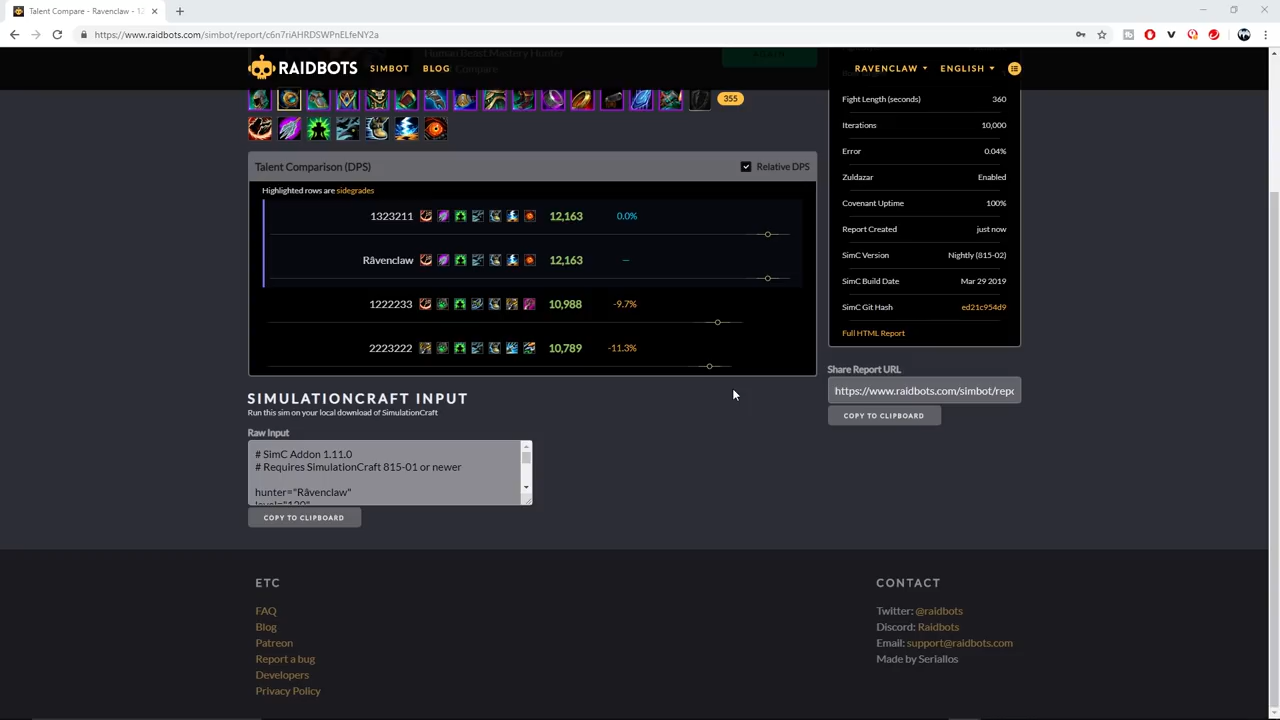 Talent Compare - Ravenclaw - 12
https://www.raidbots.com/simbot/report/c6n7riAHRDSWPnELfeNY2a
RAIDBOTS
SIMBOT
BLOG
RAVENCLAW
ENGLISH
Compare
355
Fight Length (seconds) 360
Iterations 10,000
Error 0.04%
Zuldazar Enabled
Covenant Uptime 100%
Report Created just now
SimC Version Nightly (815-02)
SimC Build Date Mar 29 2019
SimC Git Hash ed21c954d9
Full HTML Report
Talent Comparison (DPS)
Relative DPS
Highlighted rows are sidegrades
1323211 12,163 0.0%
Râvenclaw 12,163 —
1222233 10,988 -9.7%
2223222 10,789 -11.3%
Share Report URL
https://www.raidbots.com/simbot/repo
COPY TO CLIPBOARD
SIMULATIONCRAFT INPUT
Run this sim on your local download of SimulationCraft
Raw Input
# SimC Addon 1.11.0
# Requires SimulationCraft 815-01 or newer
hunter="Râvenclaw"
level="120"
COPY TO CLIPBOARD
ETC
FAQ
Blog
Patreon
Report a bug
Developers
Privacy Policy
CONTACT
Twitter: @raidbots
Discord: Raidbots
Email: support@raidbots.com
Made by Seriallos